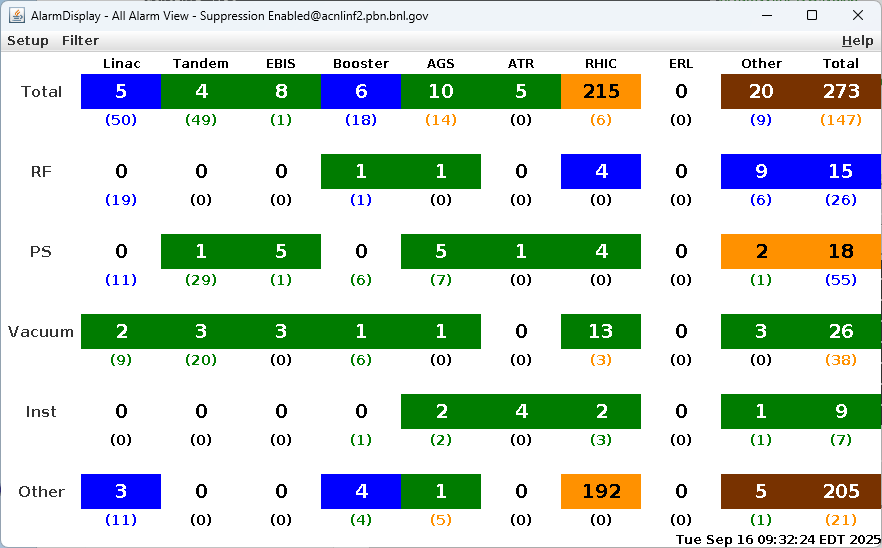 AlarmDisplay - All Alarm View - Suppression Enabled@acnlinf2.pbn.bnl.gov
Setup Filter Help
Linac Tandem EBIS Booster AGS ATR RHIC ERL Other Total
Total 5 4 8 6 10 5 215 0 20 273
(50) (49) (1) (18) (14) (0) (6) (0) (9) (147)
RF 0 0 0 1 1 0 4 0 9 15
(19) (0) (0) (1) (0) (0) (0) (0) (6) (26)
PS 0 1 5 0 5 1 4 0 2 18
(11) (29) (1) (6) (7) (0) (0) (0) (1) (55)
Vacuum 2 3 3 1 1 0 13 0 3 26
(9) (20) (0) (6) (0) (0) (3) (0) (0) (38)
Inst 0 0 0 0 2 4 2 0 1 9
(0) (0) (0) (1) (2) (0) (3) (0) (1) (7)
Other 3 0 0 4 1 0 192 0 5 205
(11) (0) (0) (4) (5) (0) (0) (0) (1) (21)
Tue Sep 16 09:32:24 EDT 2025